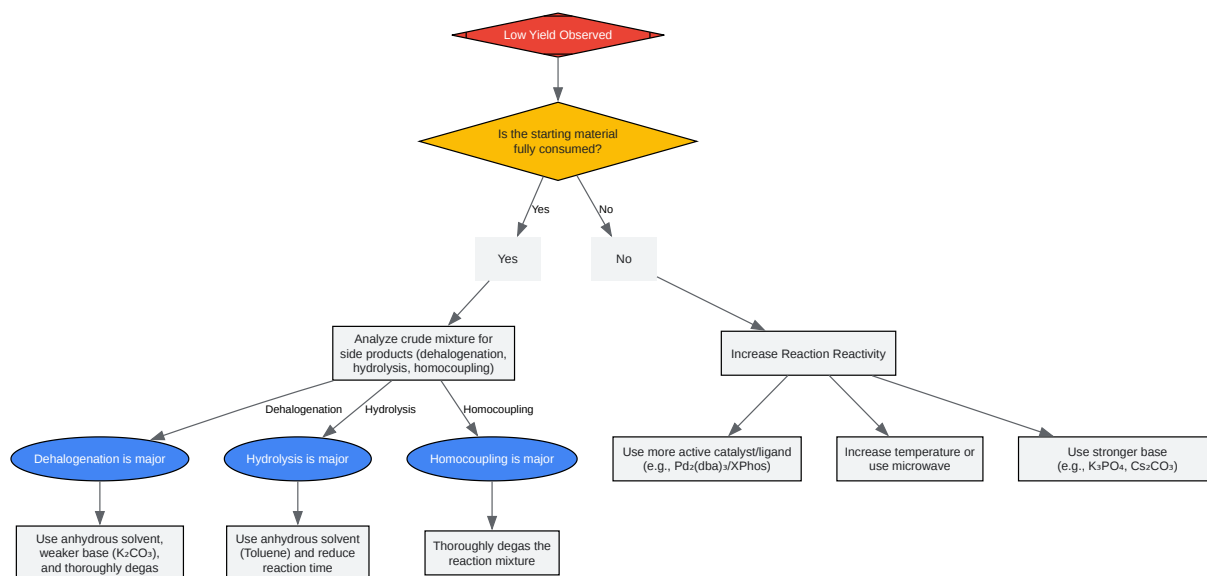 Low Yield Observed
Is the starting material
fully consumed?
Yes
No
Yes
No
Analyze crude mixture for
side products (dehalogenation,
hydrolysis, homocoupling)
Increase Reaction Reactivity
Dehalogenation
Hydrolysis
Homocoupling
Dehalogenation is major
Hydrolysis is major
Homocoupling is major
Use more active catalyst/ligand
(e.g., Pd₂(dba)₃/XPhos)
Increase temperature or
use microwave
Use stronger base
(e.g., K₃PO₄, Cs₂CO₃)
Use anhydrous solvent,
weaker base (K₂CO₃),
and thoroughly degas
Use anhydrous solvent
(Toluene) and reduce
reaction time
Thoroughly degas the
reaction mixture